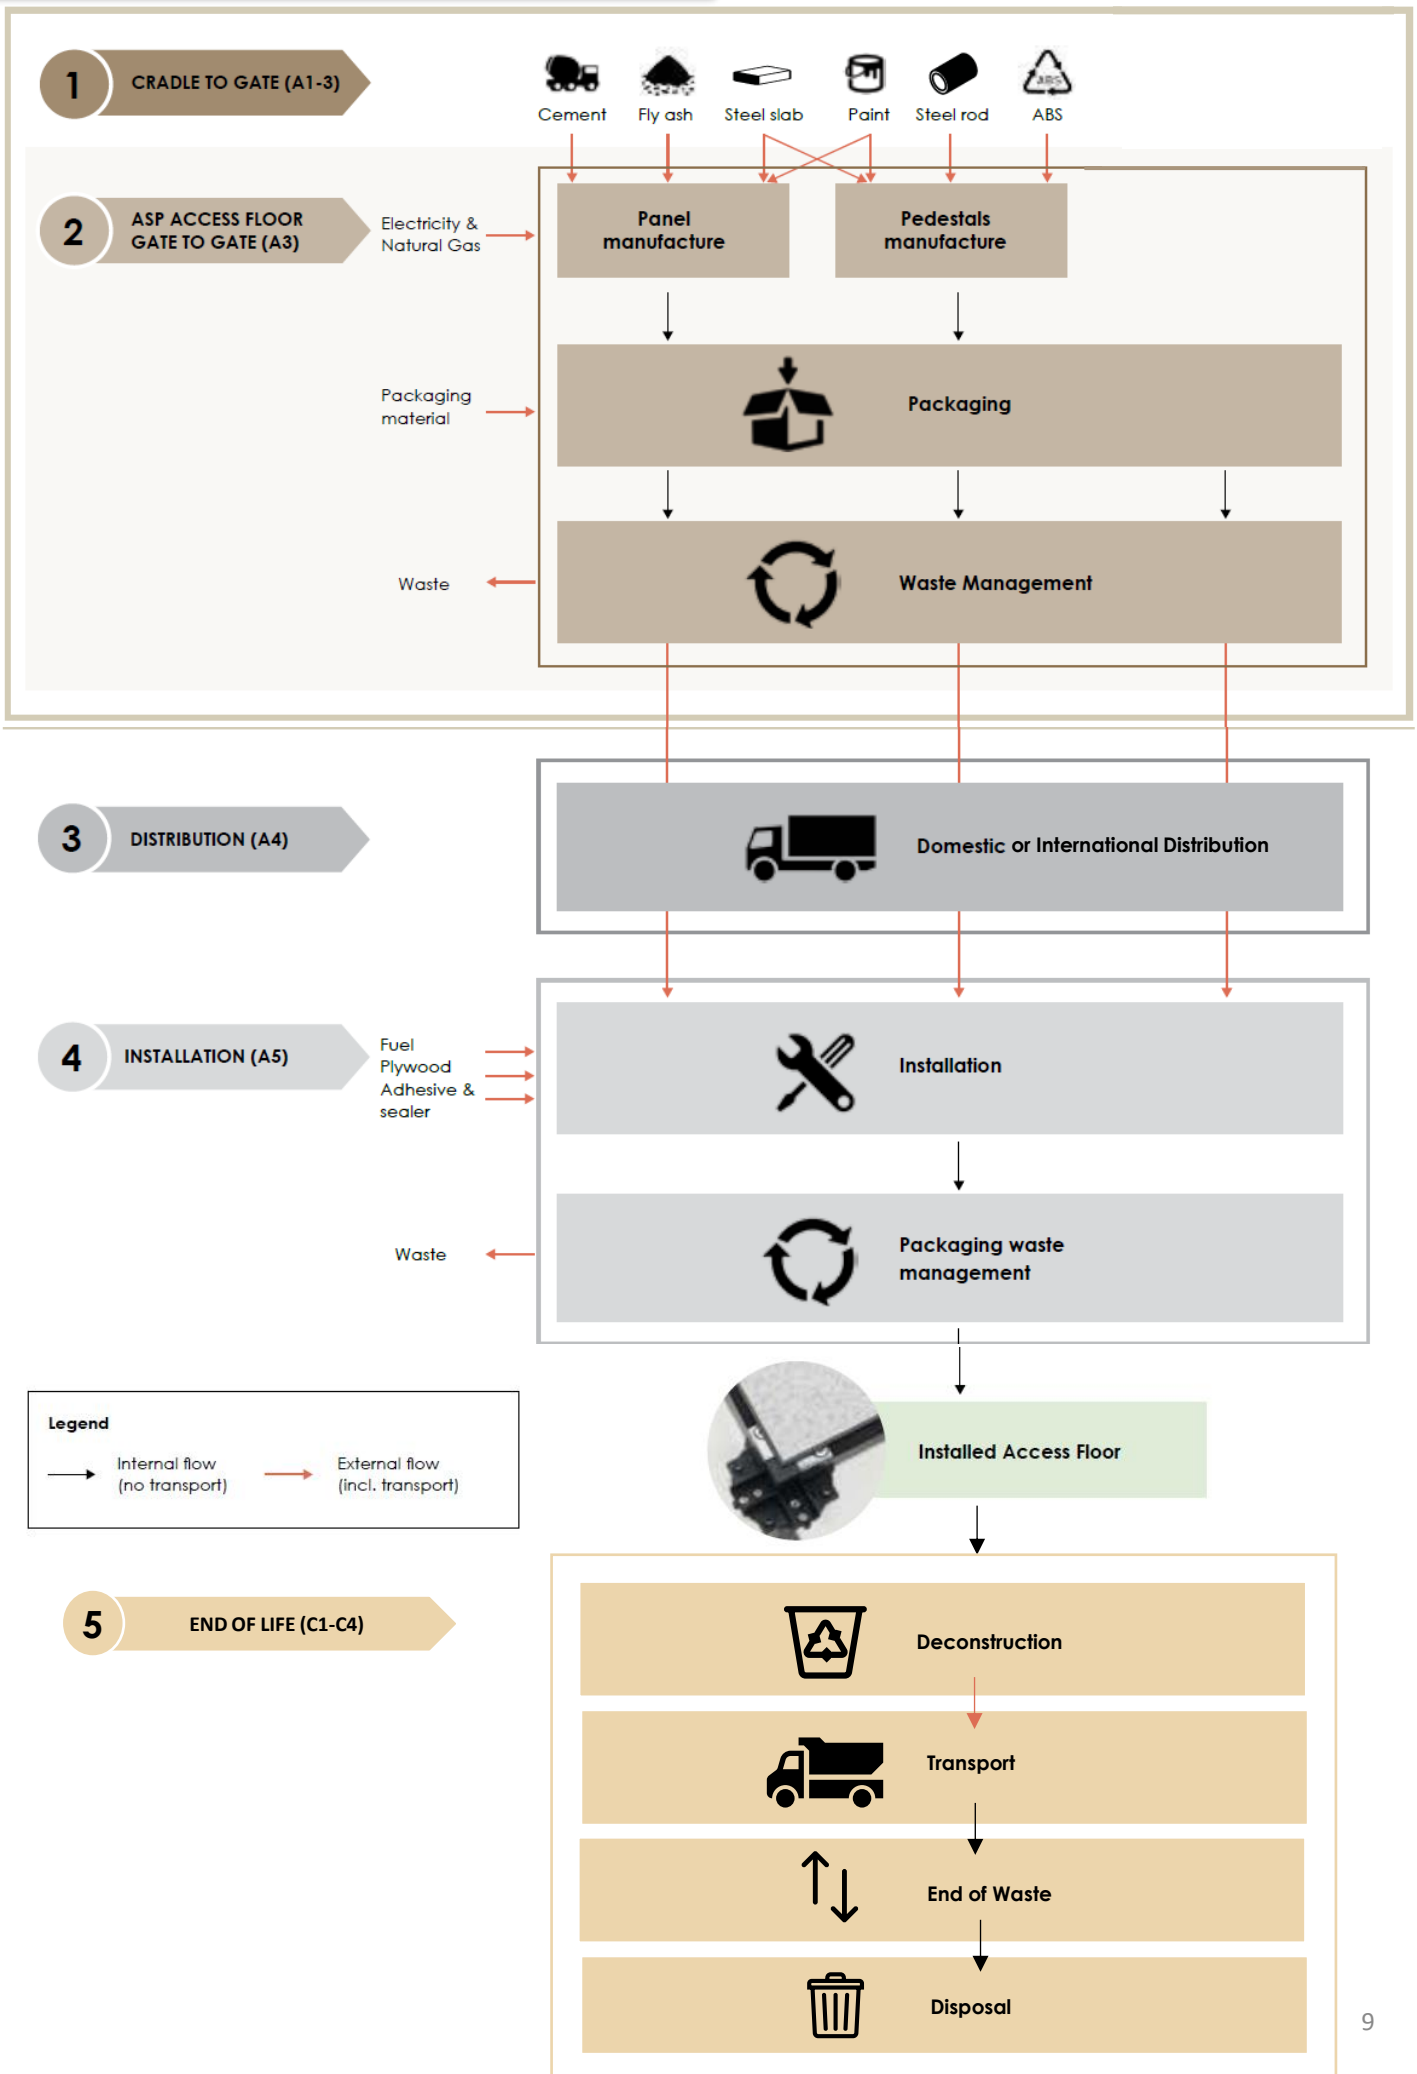 1
CRADLE TO GATE (A1-3)
Cement
Fly ash
Steel slab
Paint
Steel rod
ABS
ABS
2
ASP ACCESS FLOOR
GATE TO GATE (A3)
Electricity &
Natural Gas
Panel
manufacture
Pedestals
manufacture
Packaging
material
Packaging
Waste
Waste Management
3
DISTRIBUTION (A4)
Domestic or International Distribution
4
INSTALLATION (A5)
Fuel
Plywood
Adhesive &
sealer
Installation
Waste
Packaging waste
management
Legend
Internal flow
(no transport)
External flow
(incl. transport)
Installed Access Floor
5
END OF LIFE (C1-C4)
Deconstruction
Transport
End of Waste
Disposal
9